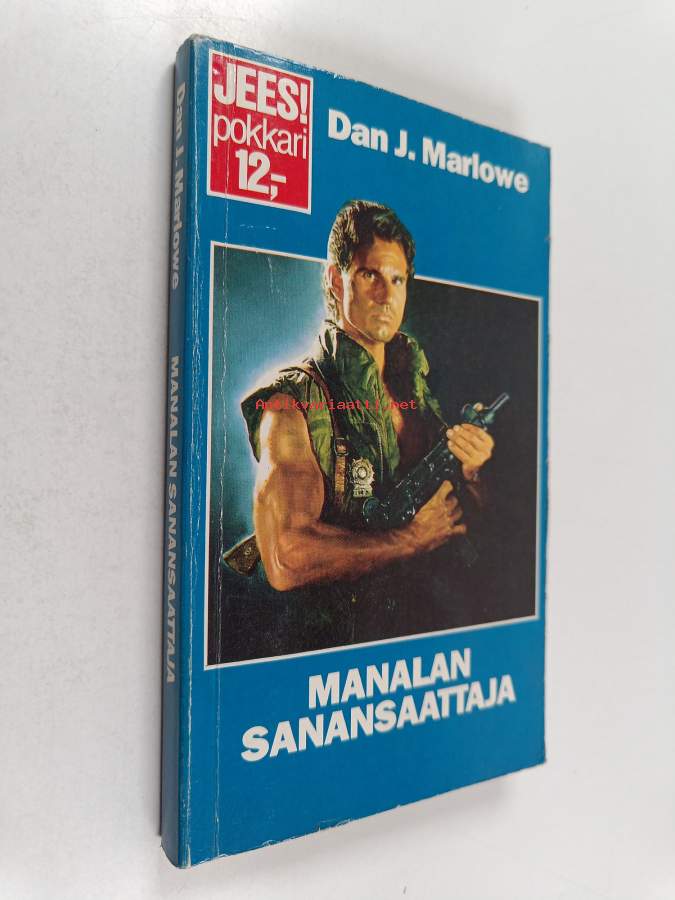 JEES!
pokkari
12,-
Dan J. Marlowe
MANALAN
SANANSAATTAJA
Dan J. Marlowe
MANALAN SANANSAATTAJA
Antikvariaatti.net